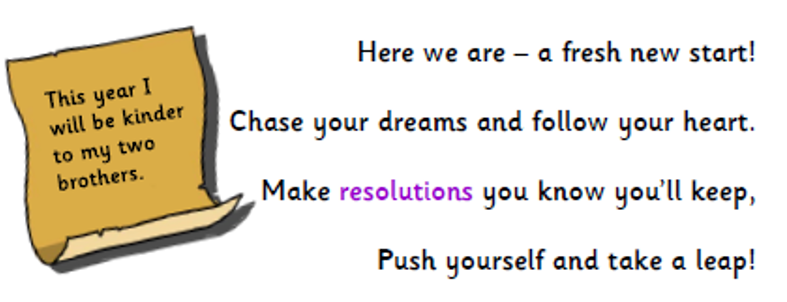 This year I
will be kinder
to my two
brothers.
Here we are – a fresh new start!
Chase your dreams and follow your heart.
Make resolutions you know you'll keep,
Push yourself and take a leap!